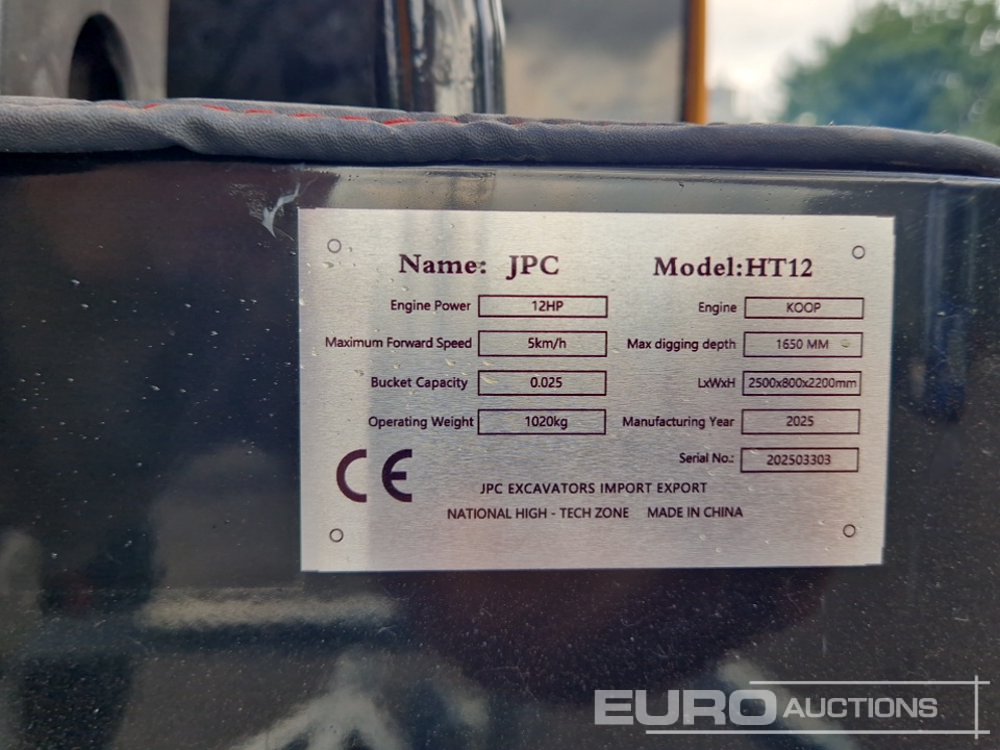 Name: JPC Model:HT12
Engine Power 12HP Engine KOOP
Maximum Forward Speed 5km/h Max digging depth 1650 MM
Bucket Capacity 0.025 LxWxH 2500x800x2200mm
Operating Weight 1020kg Manufacturing Year 2025
Serial No.: 202503303
CE
JPC EXCAVATORS IMPORT EXPORT
NATIONAL HIGH - TECH ZONE MADE IN CHINA
EURO AUCTIONS